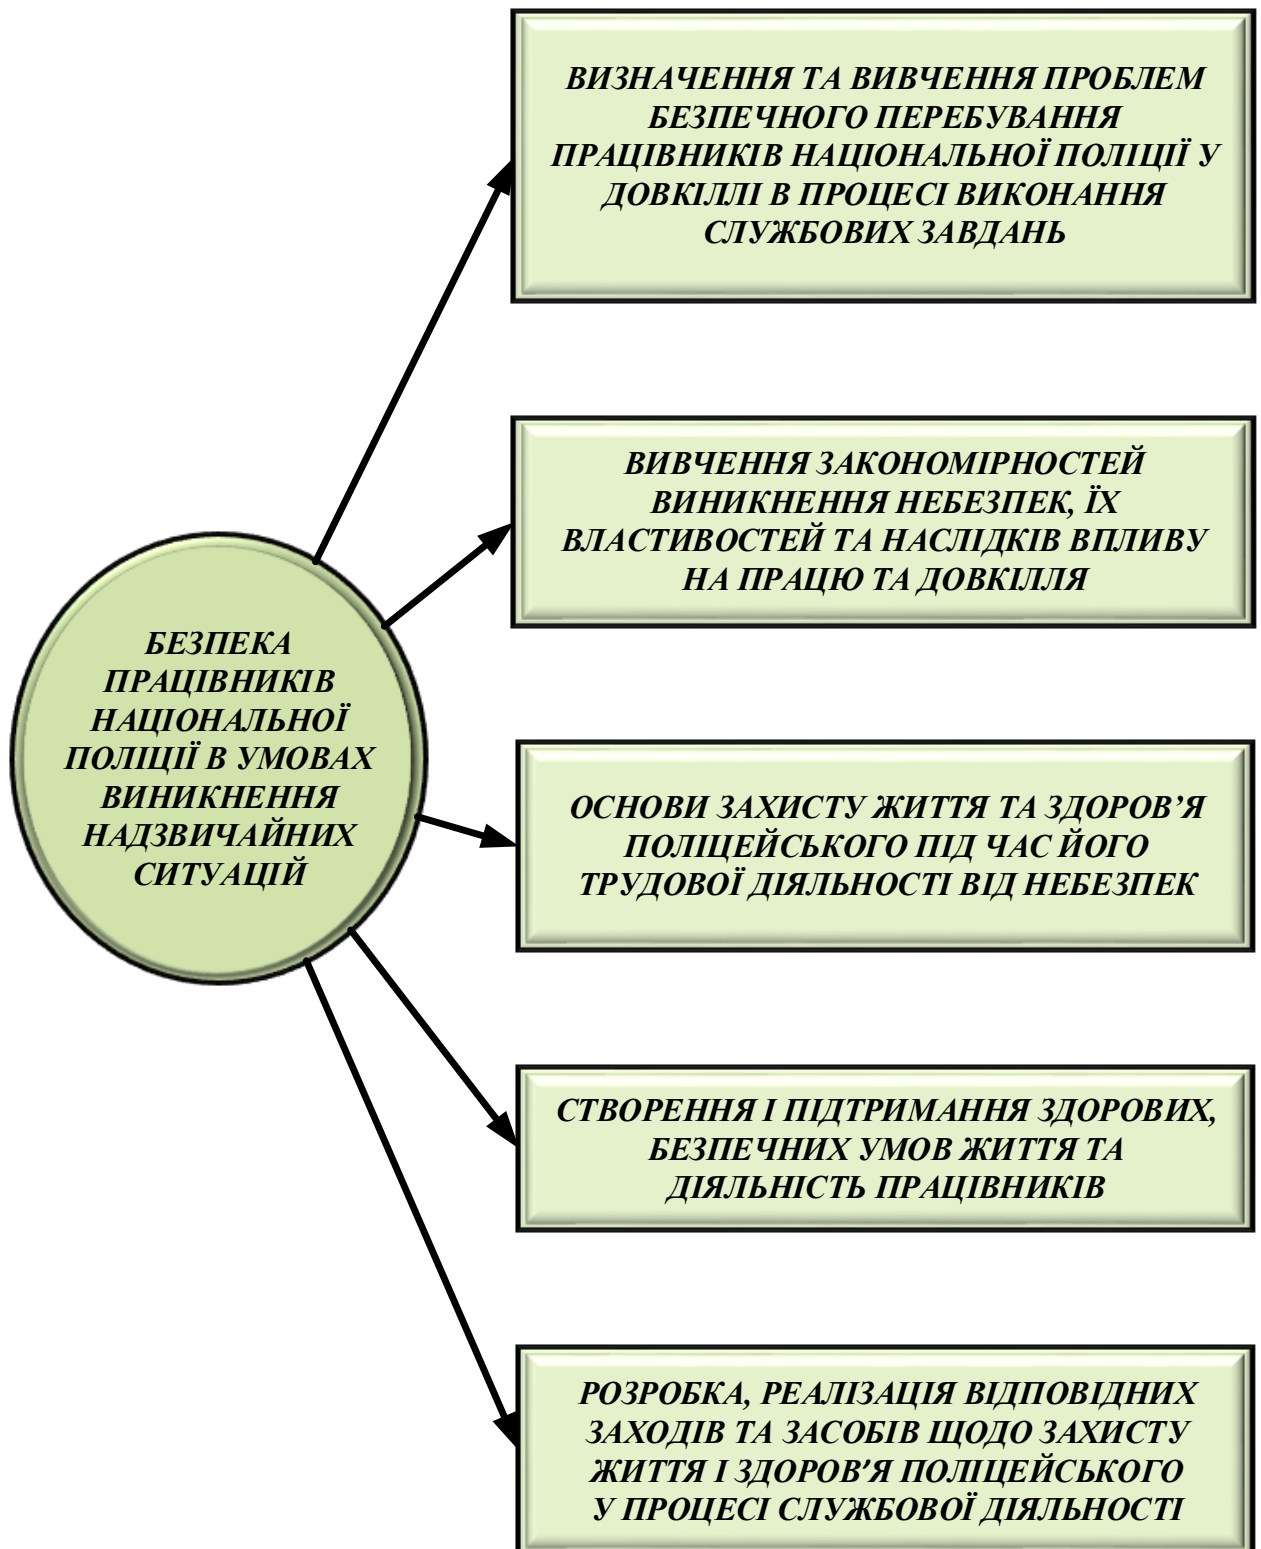 ВИЗНАЧЕННЯ ТА ВИВЧЕННЯ ПРОБЛЕМ
БЕЗПЕЧНОГО ПЕРЕБУВАННЯ
ПРАЦІВНИКІВ НАЦІОНАЛЬНОЇ ПОЛІЦІЇ У
ДОВКІЛЛІ В ПРОЦЕСІ ВИКОНАННЯ
СЛУЖБОВИХ ЗАВДАНЬ
ВИВЧЕННЯ ЗАКОНОМІРНОСТЕЙ
ВИНИКНЕННЯ НЕБЕЗПЕК, ЇХ
ВЛАСТИВОСТЕЙ ТА НАСЛІДКІВ ВПЛИВУ
НА ПРАЦЮ ТА ДОВКІЛЛЯ
БЕЗПЕКА
ПРАЦІВНИКІВ
НАЦІОНАЛЬНОЇ
ПОЛІЦІЇ В УМОВАХ
ВИНИКНЕННЯ
НАДЗВИЧАЙНИХ
СИТУАЦІЙ
ОСНОВИ ЗАХИСТУ ЖИТТЯ ТА ЗДОРОВ’Я
ПОЛІЦЕЙСЬКОГО ПІД ЧАС ЙОГО
ТРУДОВОЇ ДІЯЛЬНОСТІ ВІД НЕБЕЗПЕК
СТВОРЕННЯ І ПІДТРИМАННЯ ЗДОРОВИХ,
БЕЗПЕЧНИХ УМОВ ЖИТТЯ ТА
ДІЯЛЬНІСТЬ ПРАЦІВНИКІВ
РОЗРОБКА, РЕАЛІЗАЦІЯ ВІДПОВІДНИХ
ЗАХОДІВ ТА ЗАСОБІВ ЩОДО ЗАХИСТУ
ЖИТТЯ І ЗДОРОВ'Я ПОЛІЦЕЙСЬКОГО
У ПРОЦЕСІ СЛУЖБОВОЇ ДІЯЛЬНОСТІ